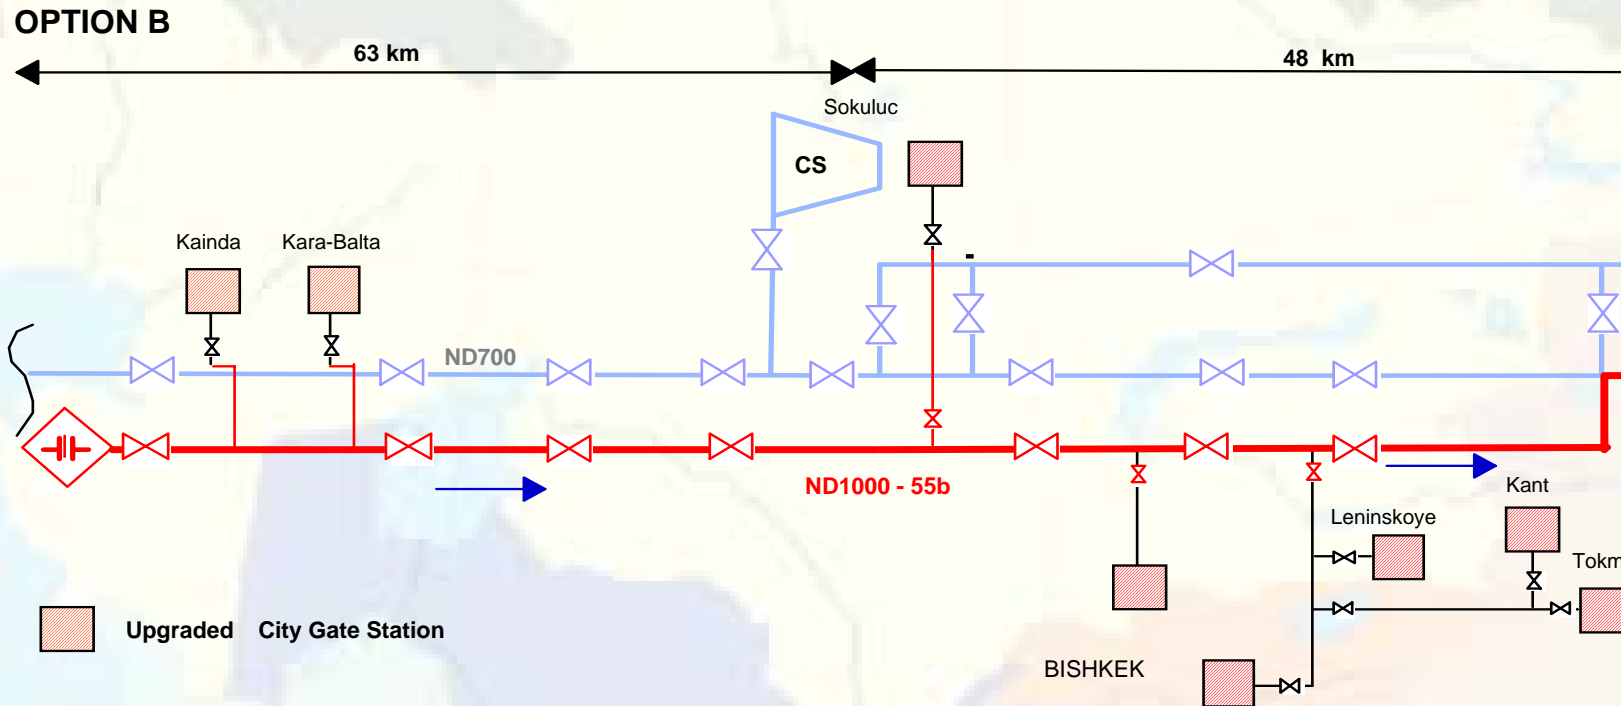 OPTION B
63 km
48 km
Sokuluc
CS
Kainda
Kara-Balta
ND700
ND1000 - 55b
Kant
Leninskoye
Tokm
Upgraded City Gate Station
BISHKEK